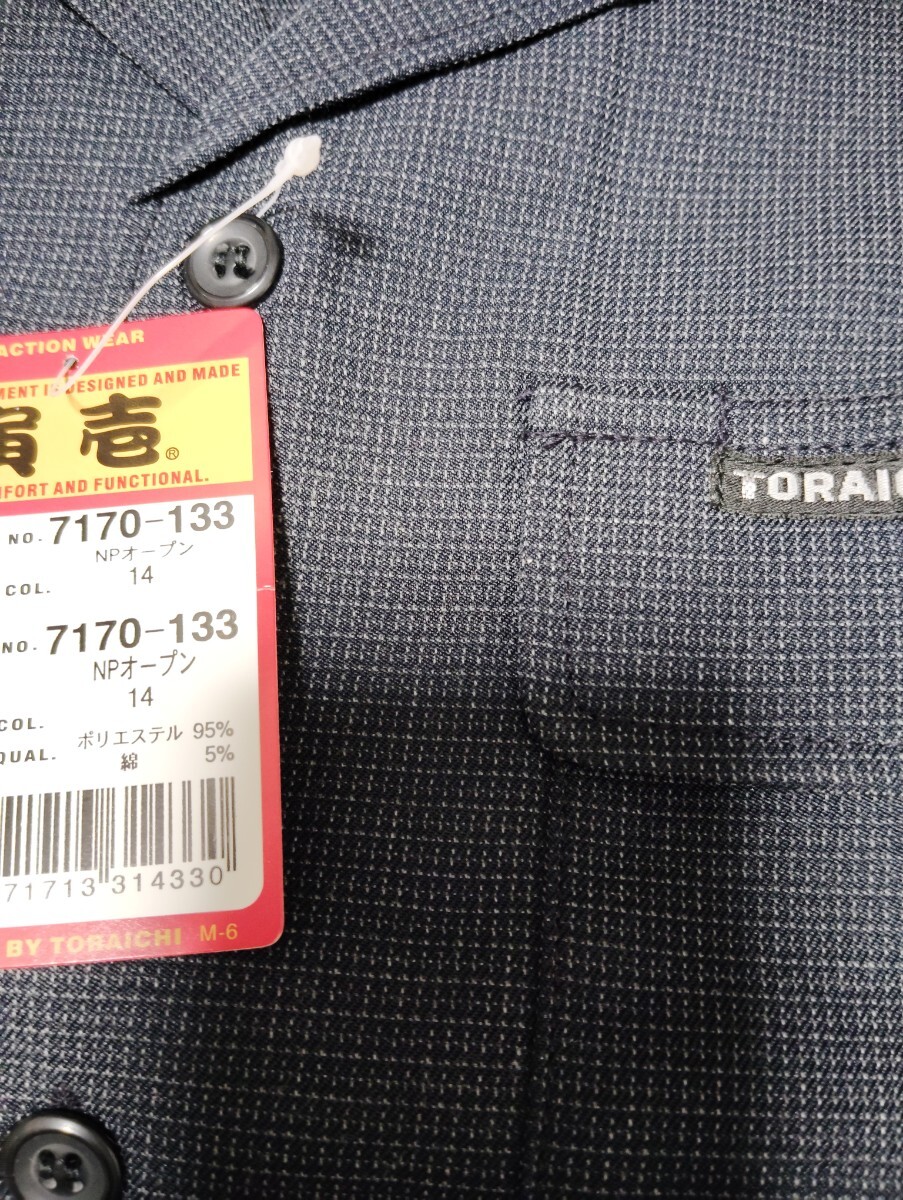 ACTION WEAR
MENT IS DESIGNED AND MADE
寅壱®
MFORT AND FUNCTIONAL.
NO. 7170-133
NPオープン
COL. 14
NO. 7170-133
NPオープン
14
COL.
QUAL. ポリエステル 95%
綿 5%
71713 314330
BY TORAICHI M-6
TORAIC